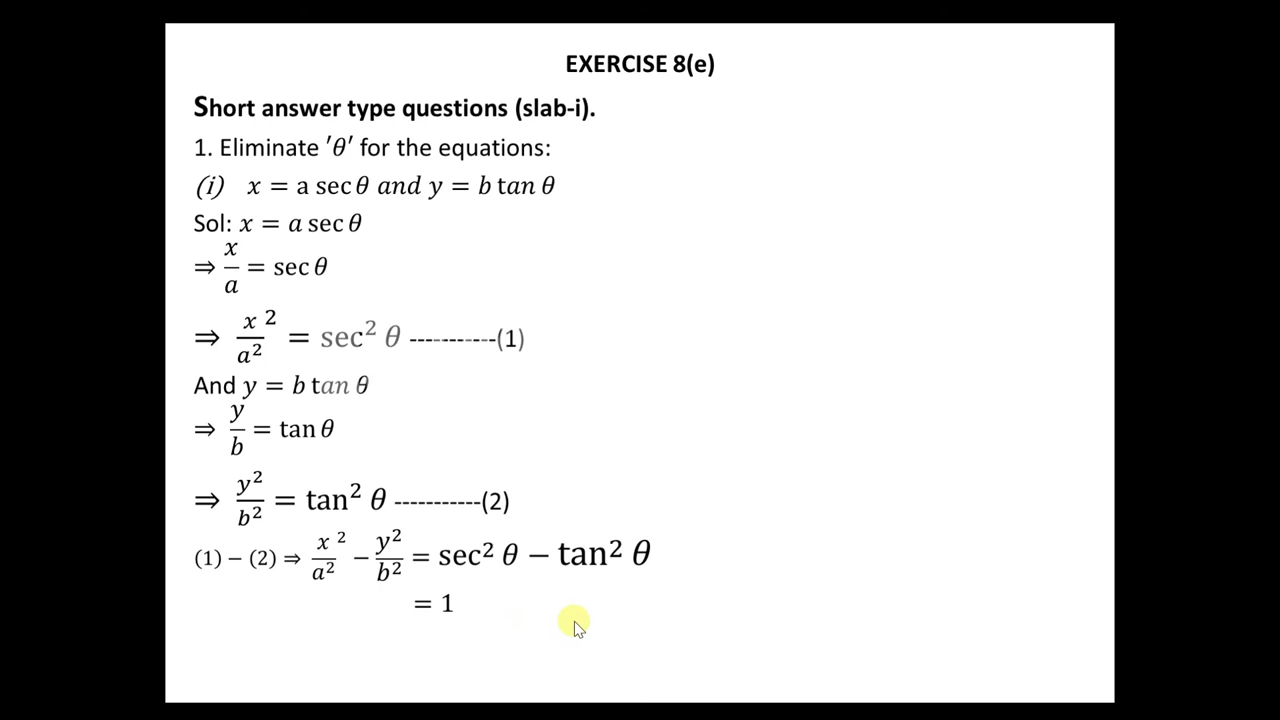 EXERCISE 8(e)
Short answer type questions (slab-i).
1. Eliminate ′θ′ for the equations:
(i) x = a sec θ and y = b tan θ
Sol: x = a sec θ
⇒ x/a = sec θ
⇒ x²/a² = sec² θ -----------(1)
And y = b tan θ
⇒ y/b = tan θ
⇒ y²/b² = tan² θ -----------(2)
(1) − (2) ⇒ x²/a² − y²/b² = sec² θ − tan² θ
= 1